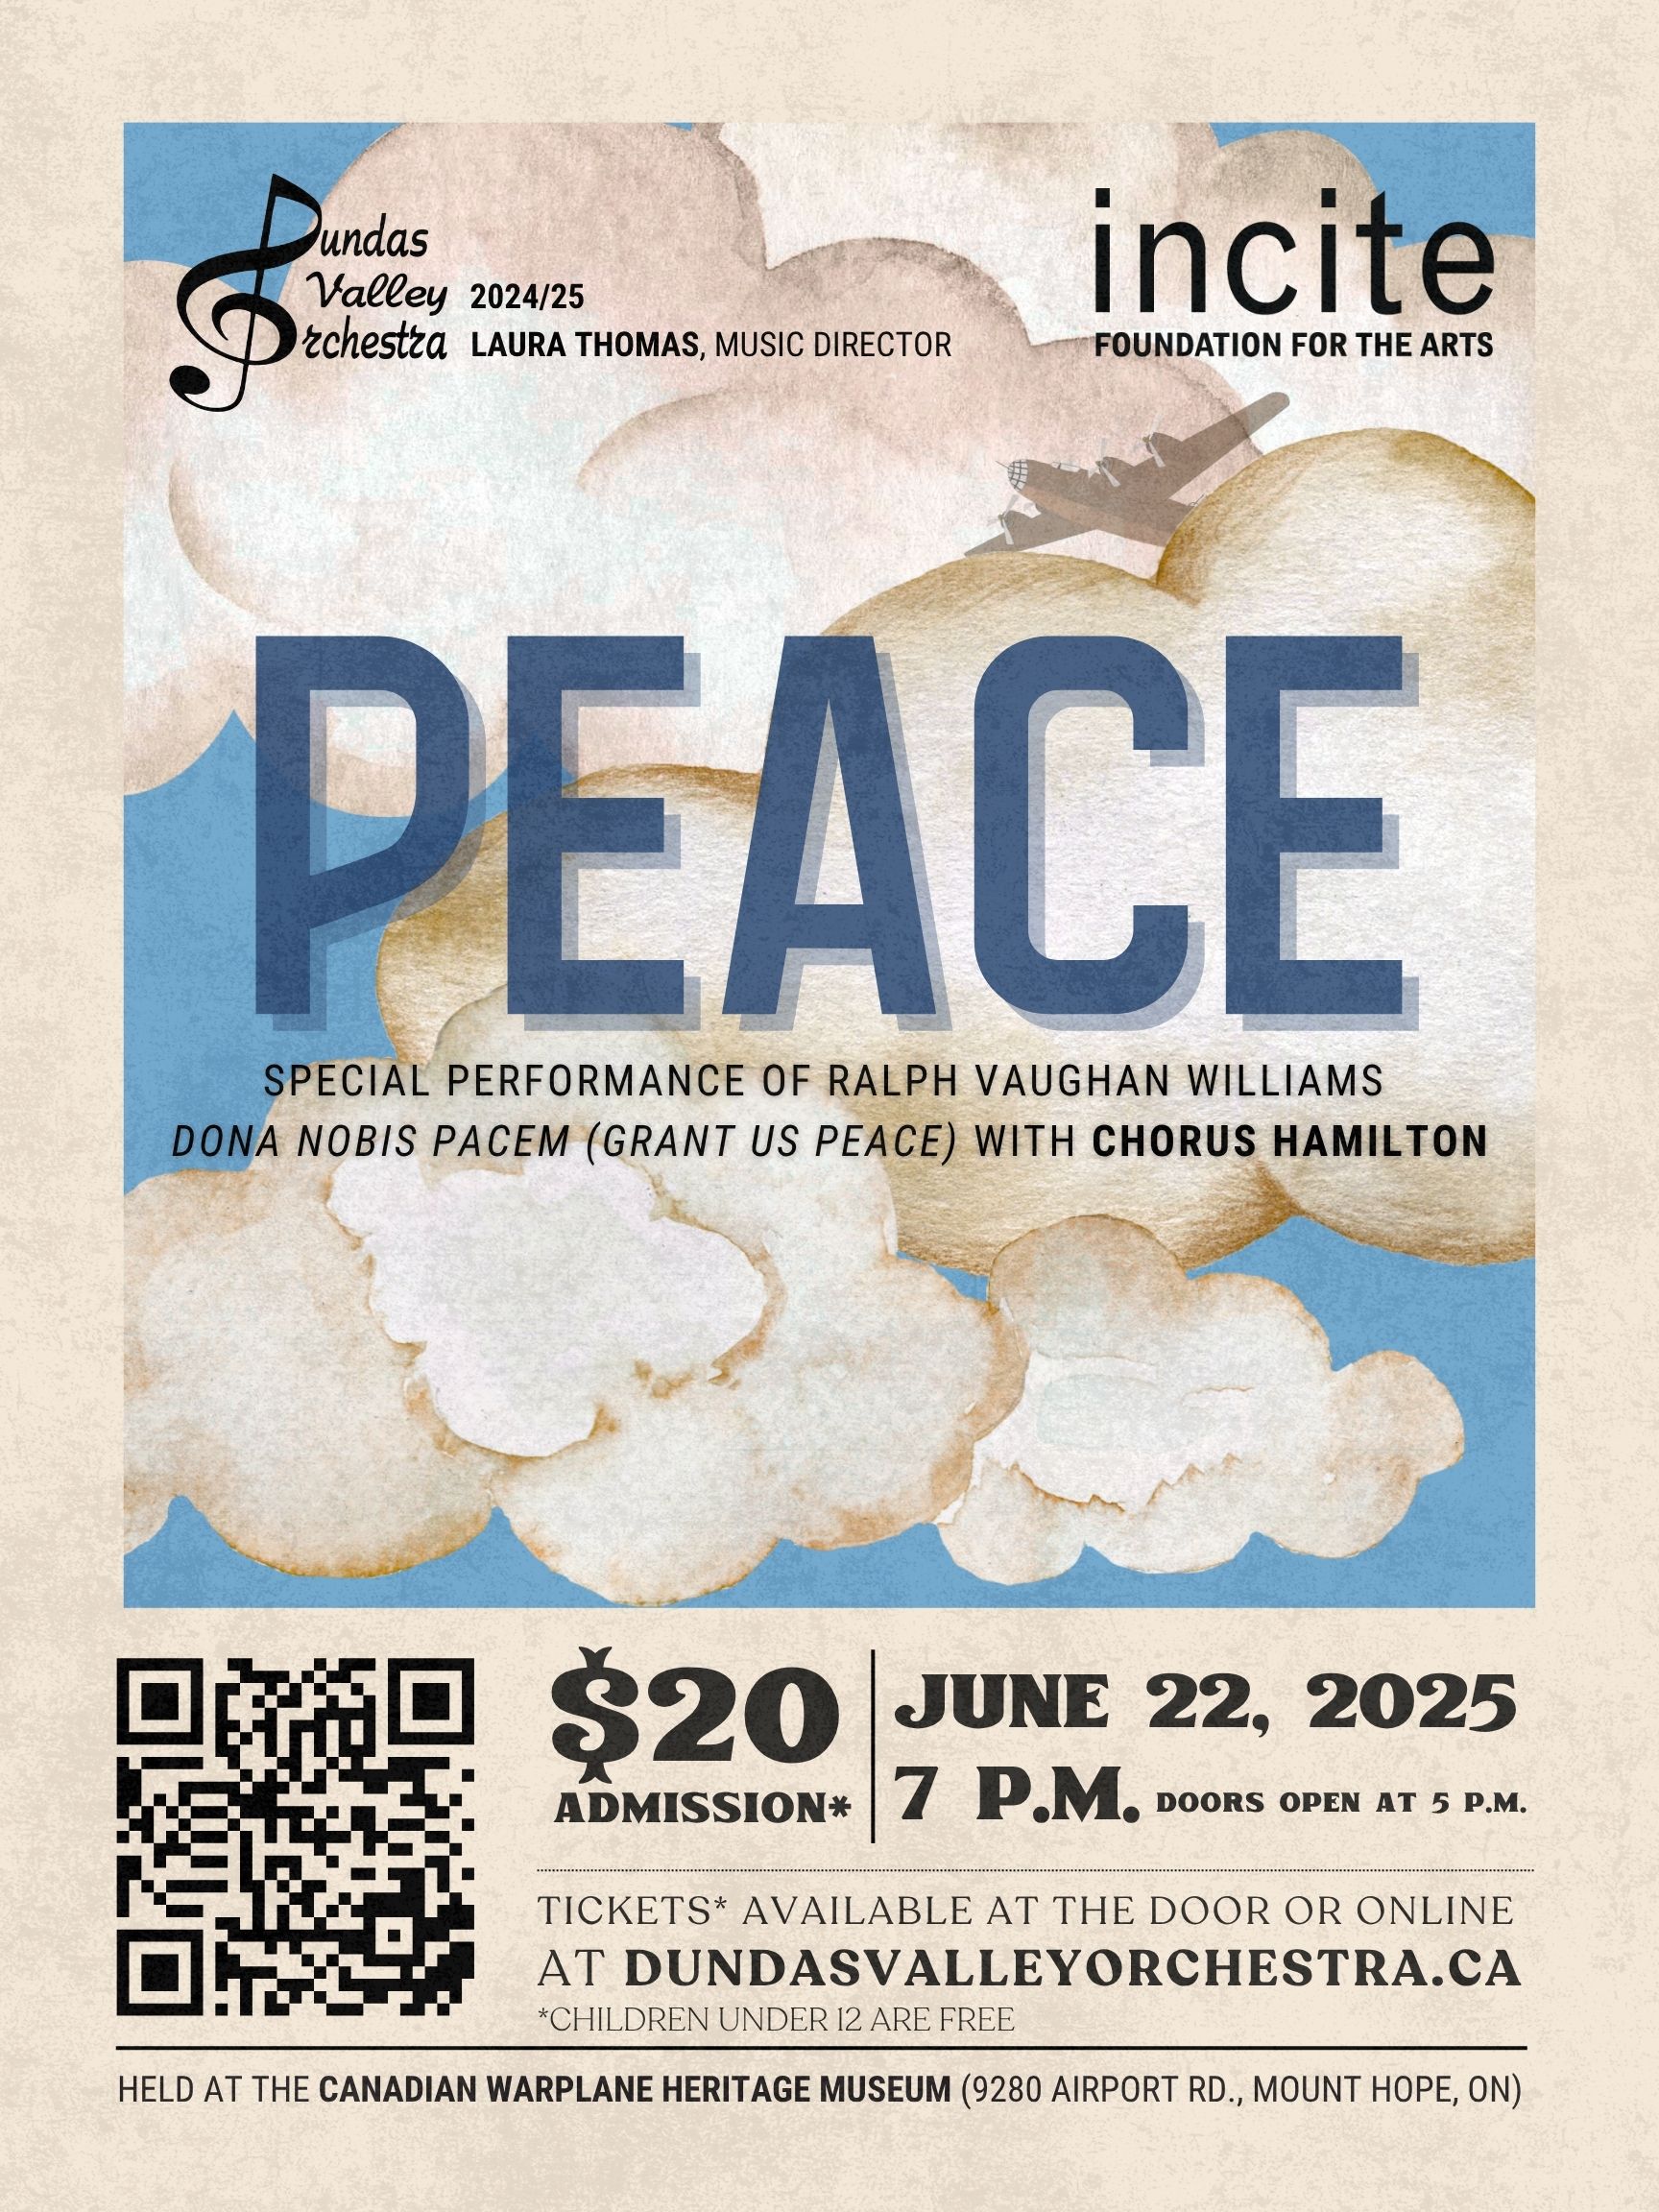 Dundas
Valley
Orchestra
2024/25
LAURA THOMAS, MUSIC DIRECTOR
incite
FOUNDATION FOR THE ARTS
PEACE
SPECIAL PERFORMANCE OF RALPH VAUGHAN WILLIAMS
DONA NOBIS PACEM (GRANT US PEACE) WITH CHORUS HAMILTON
$20
ADMISSION*
JUNE 22, 2025
7 P.M. DOORS OPEN AT 5 P.M.
TICKETS* AVAILABLE AT THE DOOR OR ONLINE
AT DUNDASVALLEYORCHESTRA.CA
*CHILDREN UNDER 12 ARE FREE
HELD AT THE CANADIAN WARPLANE HERITAGE MUSEUM (9280 AIRPORT RD., MOUNT HOPE, ON)